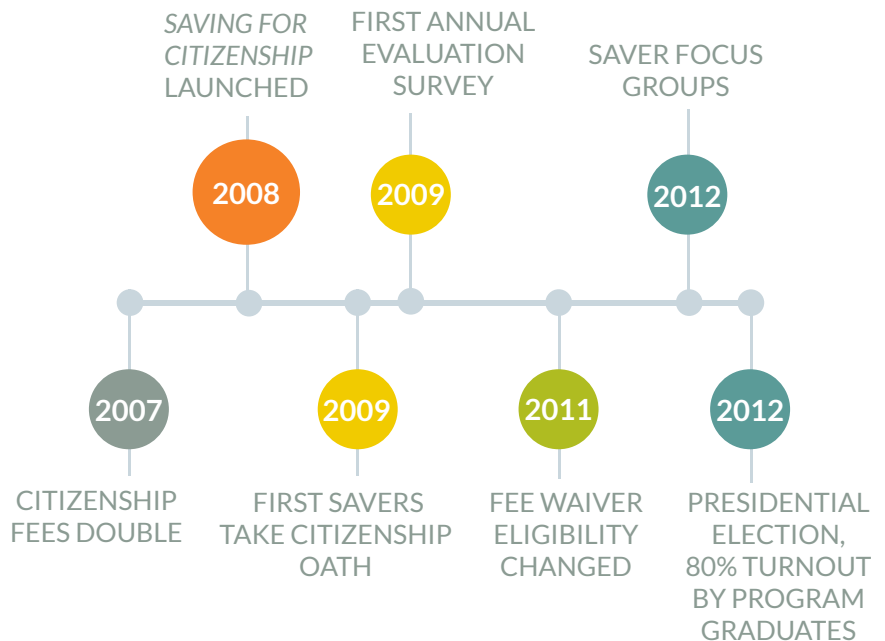 SAVING FOR
CITIZENSHIP
LAUNCHED
FIRST ANNUAL
EVALUATION
SURVEY
SAVER FOCUS
GROUPS
2008
2009
2012
2007
2009
2011
2012
CITIZENSHIP
FEES DOUBLE
FIRST SAVERS
TAKE CITIZENSHIP
OATH
FEE WAIVER
ELIGIBILITY
CHANGED
PRESIDENTIAL
ELECTION,
80% TURNOUT
BY PROGRAM
GRADUATES